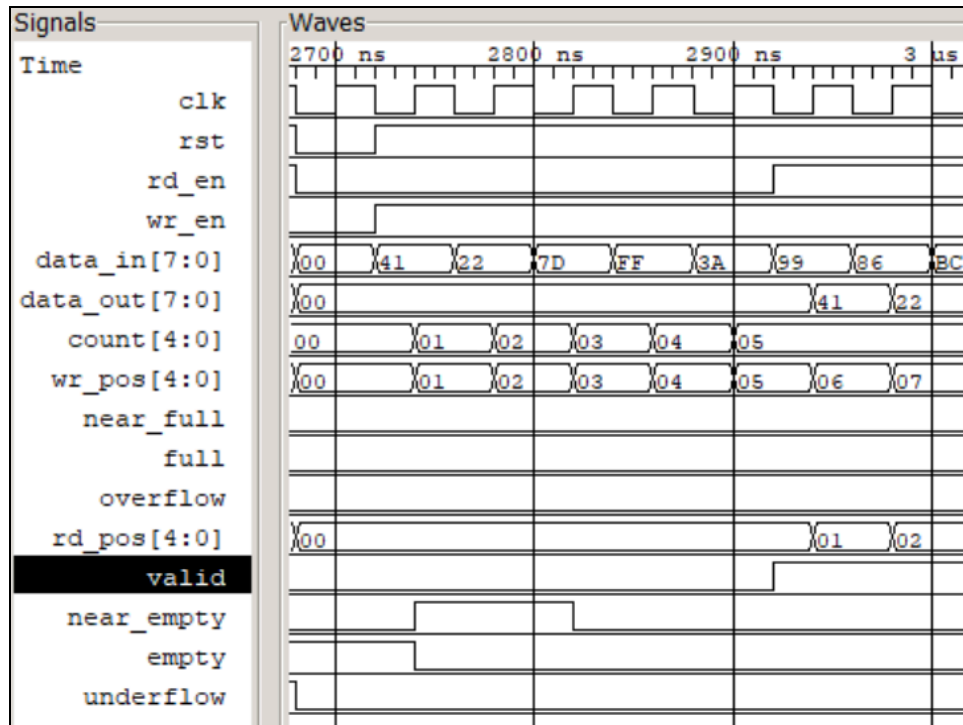 Signals Waves
Time 2700 ns 2800 ns 2900 ns 3 us
clk
rst
rd_en
wr_en
data_in[7:0] 00 41 22 7D FF 3A 99 86 BC
data_out[7:0] 00 41 22
count[4:0] 00 01 02 03 04 05
wr_pos[4:0] 00 01 02 03 04 05 06 07
near_full
full
overflow
rd_pos[4:0] 00 01 02
valid
near_empty
empty
underflow